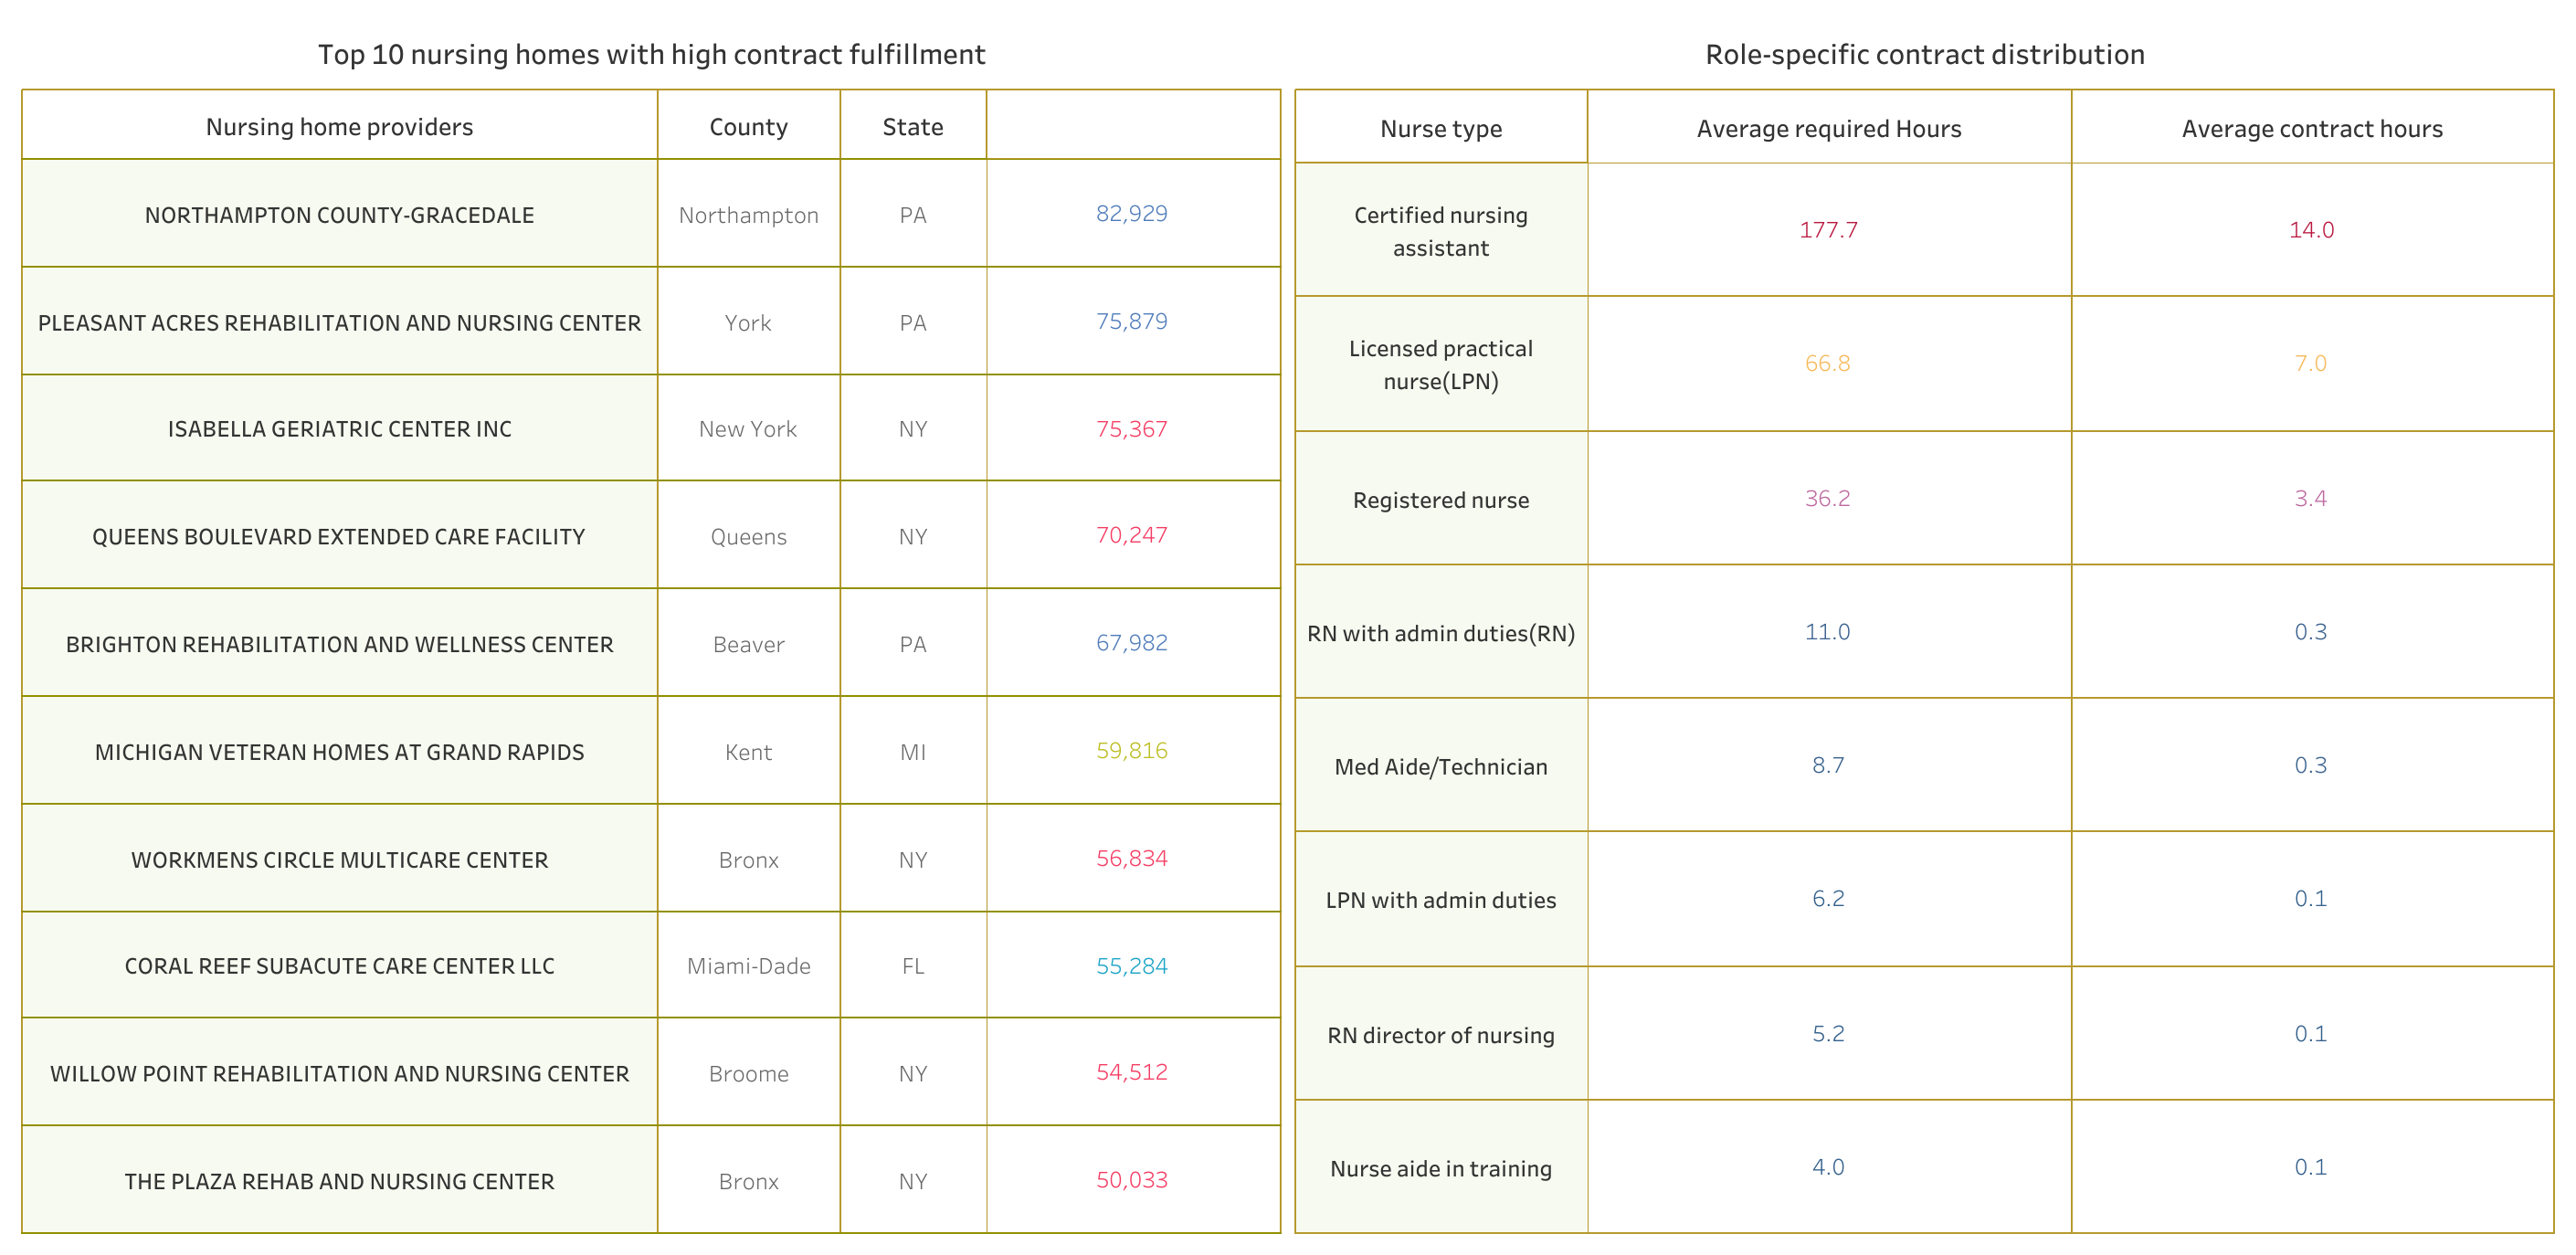 Top 10 nursing homes with high contract fulfillment
Nursing home providers County State
NORTHAMPTON COUNTY-GRACEDALE Northampton PA 82,929
PLEASANT ACRES REHABILITATION AND NURSING CENTER York PA 75,879
ISABELLA GERIATRIC CENTER INC New York NY 75,367
QUEENS BOULEVARD EXTENDED CARE FACILITY Queens NY 70,247
BRIGHTON REHABILITATION AND WELLNESS CENTER Beaver PA 67,982
MICHIGAN VETERAN HOMES AT GRAND RAPIDS Kent MI 59,816
WORKMENS CIRCLE MULTICARE CENTER Bronx NY 56,834
CORAL REEF SUBACUTE CARE CENTER LLC Miami-Dade FL 55,284
WILLOW POINT REHABILITATION AND NURSING CENTER Broome NY 54,512
THE PLAZA REHAB AND NURSING CENTER Bronx NY 50,033
Role-specific contract distribution
Nurse type Average required Hours Average contract hours
Certified nursing
assistant 177.7 14.0
Licensed practical
nurse(LPN) 66.8 7.0
Registered nurse 36.2 3.4
RN with admin duties(RN) 11.0 0.3
Med Aide/Technician 8.7 0.3
LPN with admin duties 6.2 0.1
RN director of nursing 5.2 0.1
Nurse aide in training 4.0 0.1